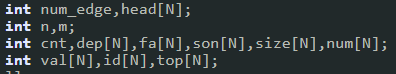 int num_edge,head[N];
int n,m;
int cnt,dep[N],fa[N],son[N],size[N],num[N];
int val[N],id[N],top[N];